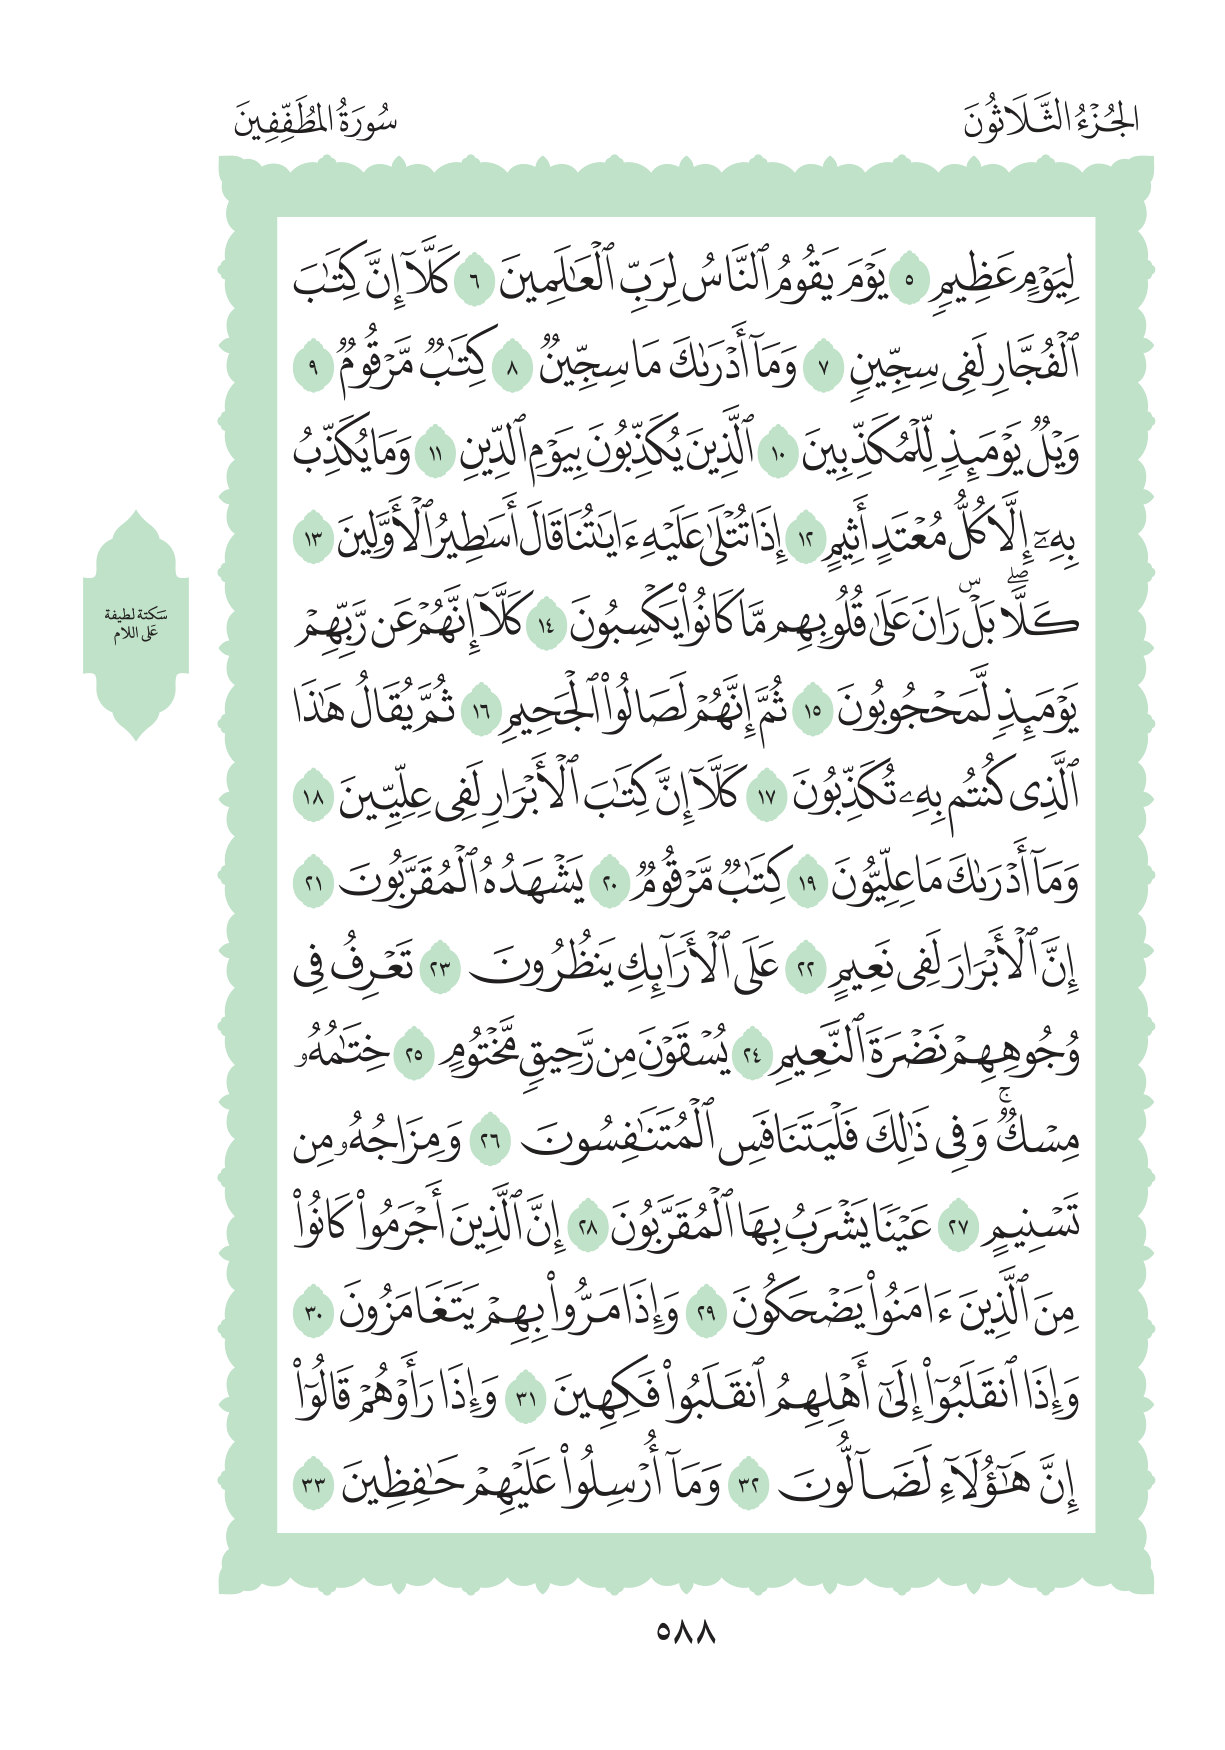 الجُزْءُ الثَّلَاثُونَ
سُورَةُ المُطَفِّفِينَ
لِيَوْمٍ عَظِيمٖ ٥ يَوْمَ يَقُومُ ٱلنَّاسُ لِرَبِّ ٱلْعَٰلَمِينَ ٦ كَلَّآ إِنَّ كِتَٰبَ
ٱلْفُجَّارِ لَفِى سِجِّينٖ ٧ وَمَآ أَدْرَىٰكَ مَا سِجِّينٞ ٨ كِتَٰبٞ مَّرْقُومٞ ٩
وَيْلٞ يَوْمَئِذٖ لِّلْمُكَذِّبِينَ ١٠ ٱلَّذِينَ يُكَذِّبُونَ بِيَوْمِ ٱلدِّينِ ١١ وَمَا يُكَذِّبُ
بِهِۦٓ إِلَّا كُلُّ مُعْتَدٍ أَثِيمٍ ١٢ إِذَا تُتْلَىٰ عَلَيْهِ ءَايَٰتُنَا قَالَ أَسَٰطِيرُ ٱلْأَوَّلِينَ ١٣
كَلَّاۖ بَلْۜ رَانَ عَلَىٰ قُلُوبِهِم مَّا كَانُوا۟ يَكْسِبُونَ ١٤ كَلَّآ إِنَّهُمْ عَن رَّبِّهِمْ
سَكتة لطيفة
عَلى اللام
يَوْمَئِذٖ لَّمَحْجُوبُونَ ١٥ ثُمَّ إِنَّهُمْ لَصَالُوا۟ ٱلْجَحِيمِ ١٦ ثُمَّ يُقَالُ هَٰذَا
ٱلَّذِى كُنتُم بِهِۦ تُكَذِّبُونَ ١٧ كَلَّآ إِنَّ كِتَٰبَ ٱلْأَبْرَارِ لَفِى عِلِّيِّينَ ١٨
وَمَآ أَدْرَىٰكَ مَا عِلِّيُّونَ ١٩ كِتَٰبٞ مَّرْقُومٞ ٢٠ يَشْهَدُهُ ٱلْمُقَرَّبُونَ ٢١
إِنَّ ٱلْأَبْرَارَ لَفِى نَعِيمٍ ٢٢ عَلَى ٱلْأَرَآئِكِ يَنظُرُونَ ٢٣ تَعْرِفُ فِى
وُجُوهِهِمْ نَضْرَةَ ٱلنَّعِيمِ ٢٤ يُسْقَوْنَ مِن رَّحِيقٖ مَّخْتُومٍ ٢٥ خِتَٰمُهُۥ
مِسْكٞۚ وَفِى ذَٰلِكَ فَلْيَتَنَافَسِ ٱلْمُتَنَٰفِسُونَ ٢٦ وَمِزَاجُهُۥ مِن
تَسْنِيمٍ ٢٧ عَيْنٗا يَشْرَبُ بِهَا ٱلْمُقَرَّبُونَ ٢٨ إِنَّ ٱلَّذِينَ أَجْرَمُوا۟ كَانُوا۟
مِنَ ٱلَّذِينَ ءَامَنُوا۟ يَضْحَكُونَ ٢٩ وَإِذَا مَرُّوا۟ بِهِمْ يَتَغَامَزُونَ ٣٠
وَإِذَا ٱنقَلَبُوٓا۟ إِلَىٰٓ أَهْلِهِمُ ٱنقَلَبُوا۟ فَكِهِينَ ٣١ وَإِذَا رَأَوْهُمْ قَالُوٓا۟
إِنَّ هَٰٓؤُلَآءِ لَضَآلُّونَ ٣٢ وَمَآ أُرْسِلُوا۟ عَلَيْهِمْ حَٰفِظِينَ ٣٣
٥٨٨